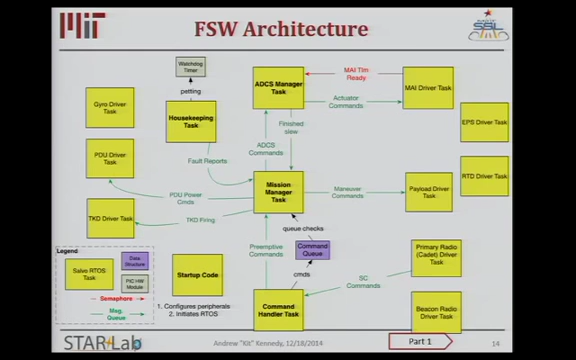 MIT
FSW Architecture
SSL
Watchdog
Timer
patting
Gyro Driver
Task
Housekeeping
Task
ADCS Manager
Task
MAI Tlm
Ready
MAI Driver Task
Actuator
Commands
Finished
slew
EPS Driver Task
PDU Driver
Task
ADCS
Commands
Fault Reports
RTD Driver Task
PDU Power
Cmds
Mission
Manager
Task
Maneuver
Commands
Payload Driver
Task
TKD Driver Task
TKD Firing
queue checks
Command
Queue
Preemptive
Commands
cmds
Primary Radio
(Cadet) Driver
Task
SC
Commands
Legend
Salvo RTOS
Task
Data
Structure
PIC HW
Module
Semaphore
Msg.
Queue
Startup Code
1. Configures peripherals
2. Initiates RTOS
Command
Handler Task
Beacon Radio
Driver Task
STAR Lab
Andrew "Kit" Kennedy, 12/18/2014
Part 1
14